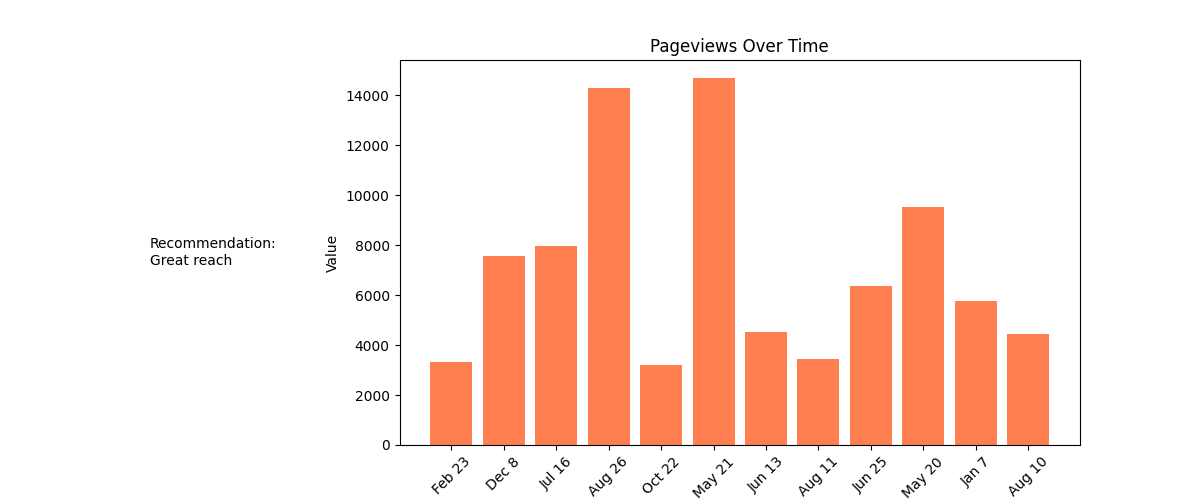 Pageviews Over Time
Recommendation:
Great reach
Value
14000
12000
10000
8000
6000
4000
2000
0
Feb 23
Dec 8
Jul 16
Aug 26
Oct 22
May 21
Jun 13
Aug 11
Jun 25
May 20
Jan 7
Aug 10